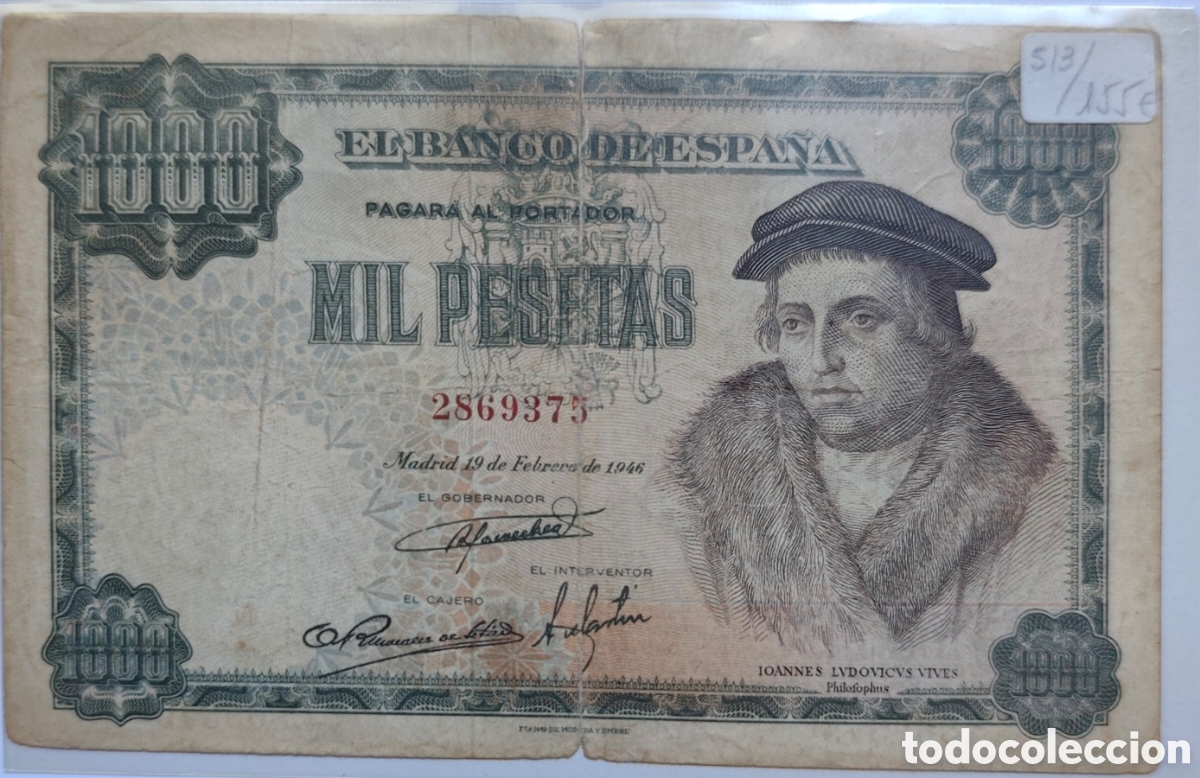 513/
155€
1000
1000
EL BANCO DE ESPAÑA
PAGARA AL PORTADOR
MIL PESETAS
2869375
Madrid 19 de Febrero de 1946
EL GOBERNADOR
EL INTERVENTOR
EL CAJERO
1000
1000
IOANNES LVDOVICVS VIVES
Philosophus
todocoleccion